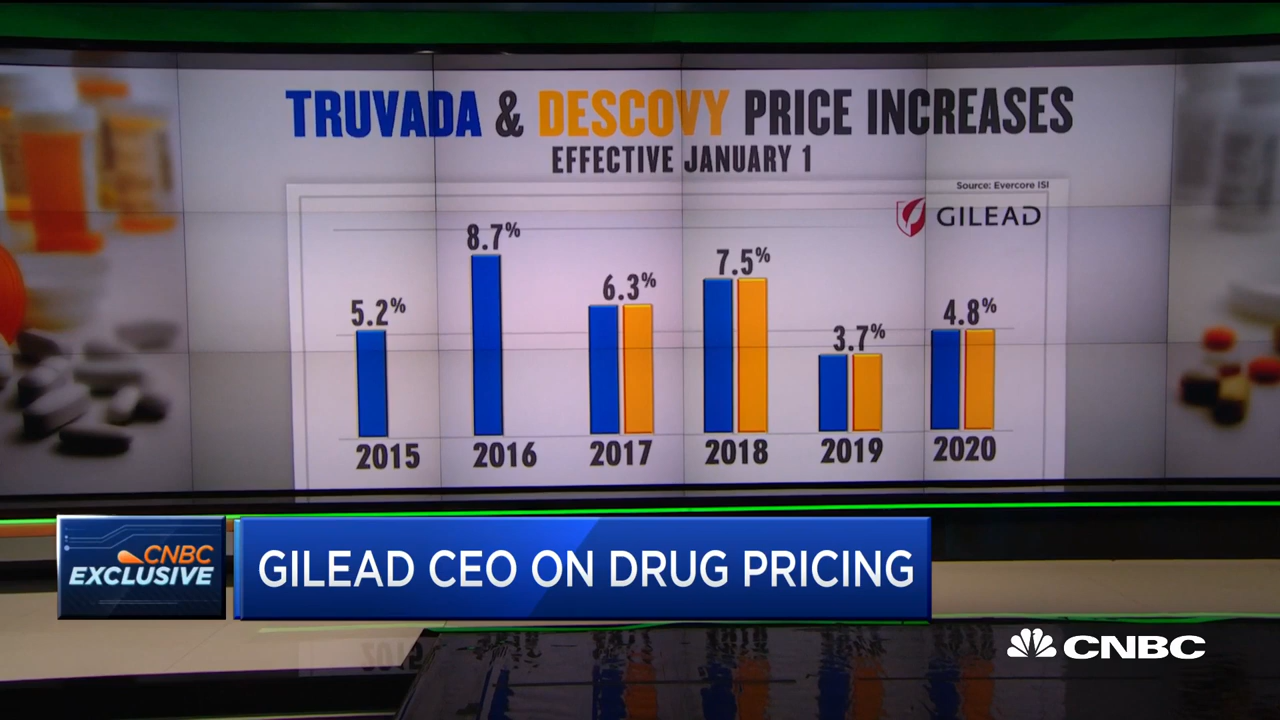 TRUVADA & DESCOVY PRICE INCREASES
EFFECTIVE JANUARY 1
Source: Evercore ISI
GILEAD
5.2%
8.7%
6.3%
7.5%
3.7%
4.8%
2015
2016
2017
2018
2019
2020
CNBC
EXCLUSIVE
GILEAD CEO ON DRUG PRICING
CNBC